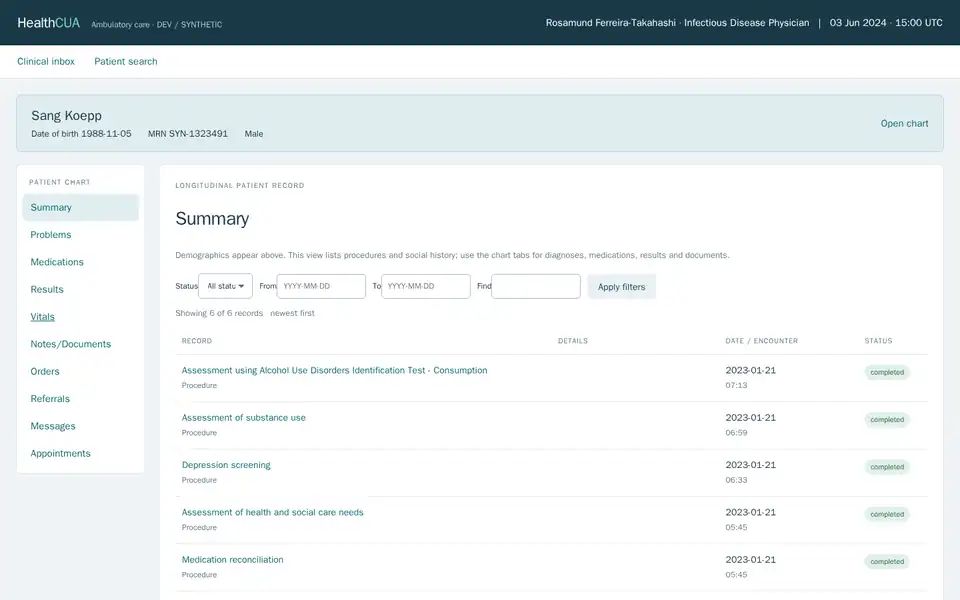 HealthCUA Ambulatory care · DEV / SYNTHETIC
Rosamund Ferreira-Takahashi · Infectious Disease Physician | 03 Jun 2024 · 15:00 UTC
Clinical inbox Patient search
Sang Koepp
Date of birth 1988-11-05 MRN SYN-1323491 Male
Open chart
PATIENT CHART
Summary
Problems
Medications
Results
Vitals
Notes/Documents
Orders
Referrals
Messages
Appointments
LONGITUDINAL PATIENT RECORD
Summary
Demographics appear above. This view lists procedures and social history; use the chart tabs for diagnoses, medications, results and documents.
Status All statu From YYYY-MM-DD To YYYY-MM-DD Find Apply filters
Showing 6 of 6 records newest first
RECORD DETAILS DATE / ENCOUNTER STATUS
Assessment using Alcohol Use Disorders Identification Test - Consumption 2023-01-21 completed
Procedure 07:13
Assessment of substance use 2023-01-21 completed
Procedure 06:59
Depression screening 2023-01-21 completed
Procedure 06:33
Assessment of health and social care needs 2023-01-21 completed
Procedure 05:45
Medication reconciliation 2023-01-21 completed
Procedure 05:45